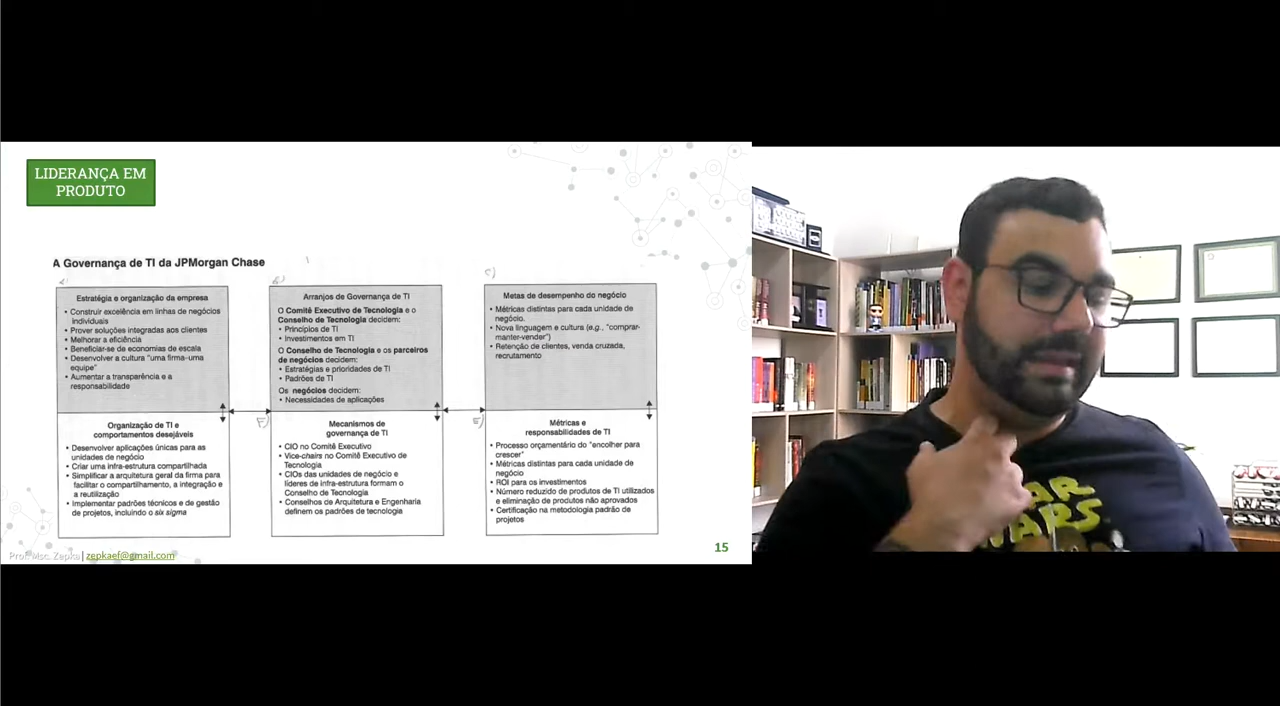 LIDERANÇA EM
PRODUTO
A Governança de TI da JPMorgan Chase
Estratégia e organização da empresa
• Construir excelência em linhas de negócios
individuais
• Prover soluções integradas aos clientes
• Melhorar a eficiência
• Beneficiar-se de economias de escala
• Desenvolver a cultura "uma firma-uma
equipe"
• Aumentar a transparência e a
responsabilidade
Arranjos de Governança de TI
O Comitê Executivo de Tecnologia e o
Conselho de Tecnologia decidem:
• Princípios de TI
• Investimentos em TI
O Conselho de Tecnologia e os parceiros
de negócios decidem:
• Estratégias e prioridades de TI
• Padrões de TI
Os negócios decidem:
• Necessidades de aplicações
c)
Metas de desempenho do negócio
• Métricas distintas para cada unidade de
negócio.
• Nova linguagem e cultura (e.g., "comprar-
manter-vender")
• Retenção de clientes, venda cruzada,
recrutamento
Organização de TI e
comportamentos desejáveis
• Desenvolver aplicações únicas para as
unidades de negócio
• Criar uma infra-estrutura compartilhada
• Simplificar a arquitetura geral da firma para
facilitar o compartilhamento, a integração e
a reutilização
• Implementar padrões técnicos e de gestão
de projetos, incluindo o six sigma
F)
Mecanismos de
governança de TI
• CIO no Comitê Executivo
• Vice-chairs no Comitê Executivo de
Tecnologia
• CIOs das unidades de negócio e
líderes de infra-estrutura formam o
Conselho de Tecnologia
• Conselhos de Arquitetura e Engenharia
definem os padrões de tecnologia
E)
Métricas e
responsabilidades de TI
• Processo orçamentário do "encolher para
crescer"
• Métricas distintas para cada unidade de
negócio
• ROI para os investimentos
• Número reduzido de produtos de TI utilizados
e eliminação de produtos não aprovados
• Certificação na metodologia padrão de
projetos
Prof. Msc. Zepka | zepkaef@gmail.com
15
WARS